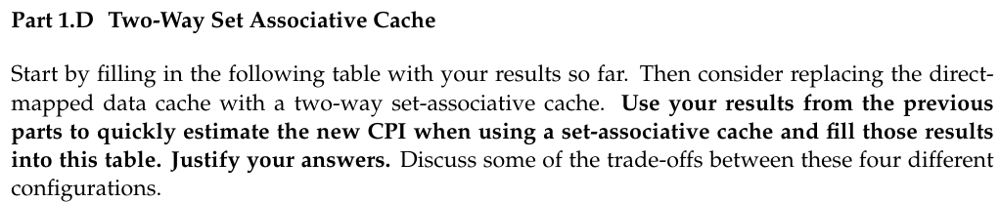 Part 1.D Two-Way Set Associative Cache
Start by filling in the following table with your results so far. Then consider replacing the direct-
mapped data cache with a two-way set-associative cache. Use your results from the previous
parts to quickly estimate the new CPI when using a set-associative cache and fill those results
into this table. Justify your answers. Discuss some of the trade-offs between these four different
configurations.